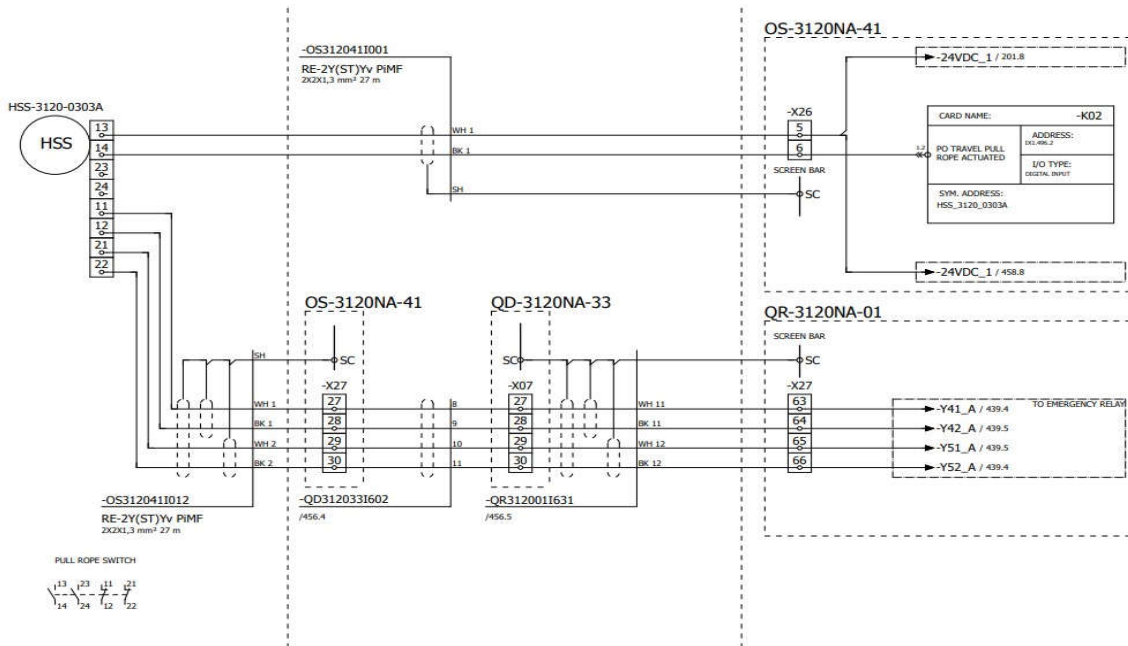 OS-3120NA-41
-OS312041I001
RE-2Y(ST)Yv PiMF
2X2X1,3 mm² 27 m
-24VDC_1 / 201.8
HSS-3120-0303A
HSS
13
14
23
24
11
12
21
22
WH 1
BK 1
SH
-X26
5
6
SCREEN BAR
SC
CARD NAME:
-K02
1.2
PO TRAVEL PULL
ROPE ACTUATED
ADDRESS:
I/O TYPE:
DIGITAL INPUT
SYM. ADDRESS:
HSS_3120_0303A
-24VDC_1 / 458.8
OS-3120NA-41
QD-3120NA-33
QR-3120NA-01
SCREEN BAR
SH
SC
SC
SC
-X27
-X07
-X27
WH 1
27
8
27
WH 11
63
-Y41_A / 439.4
TO EMERGENCY RELAY
BK 1
28
9
28
BK 11
64
-Y42_A / 439.5
WH 2
29
10
29
WH 12
65
-Y51_A / 439.5
BK 2
30
11
30
BK 12
66
-Y52_A / 439.4
-OS312041I012
RE-2Y(ST)Yv PiMF
2X2X1,3 mm² 27 m
-QD312033I602
/456.4
-QR312001I631
/456.5
PULL ROPE SWITCH
13 23 11 21
14 24 12 22